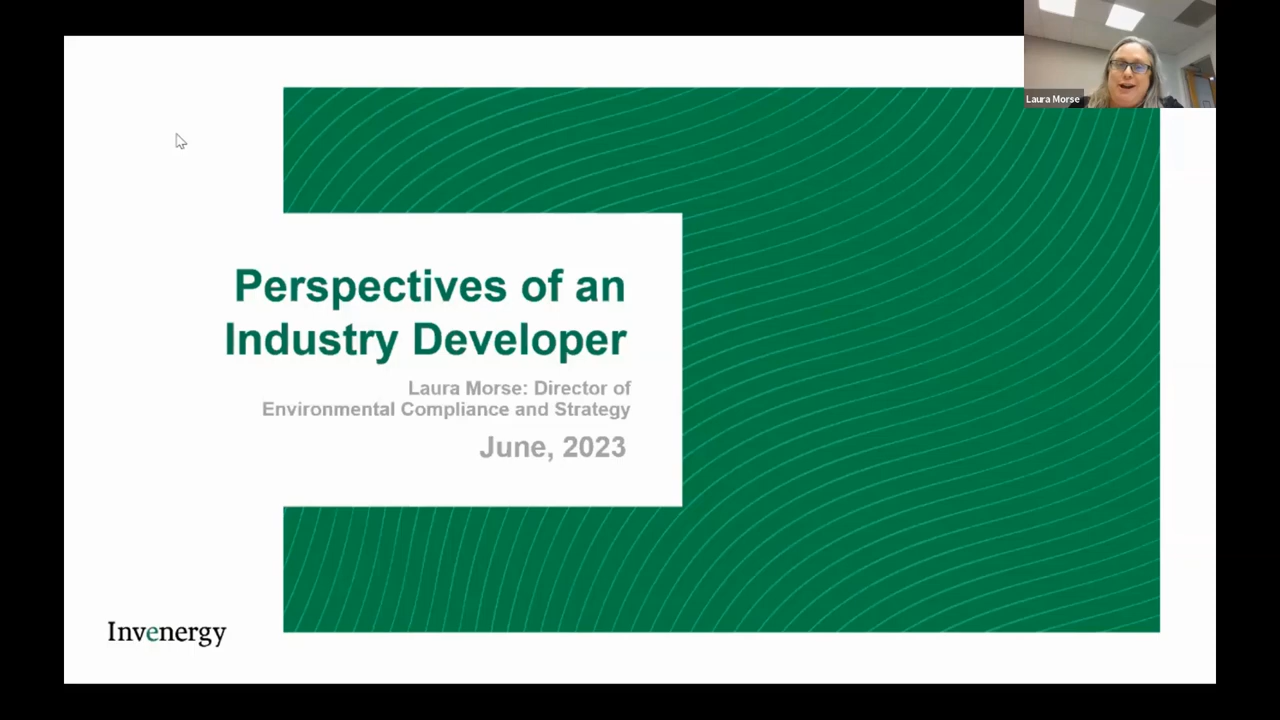 Laura Morse
Perspectives of an
Industry Developer
Laura Morse: Director of
Environmental Compliance and Strategy
June, 2023
Invenergy